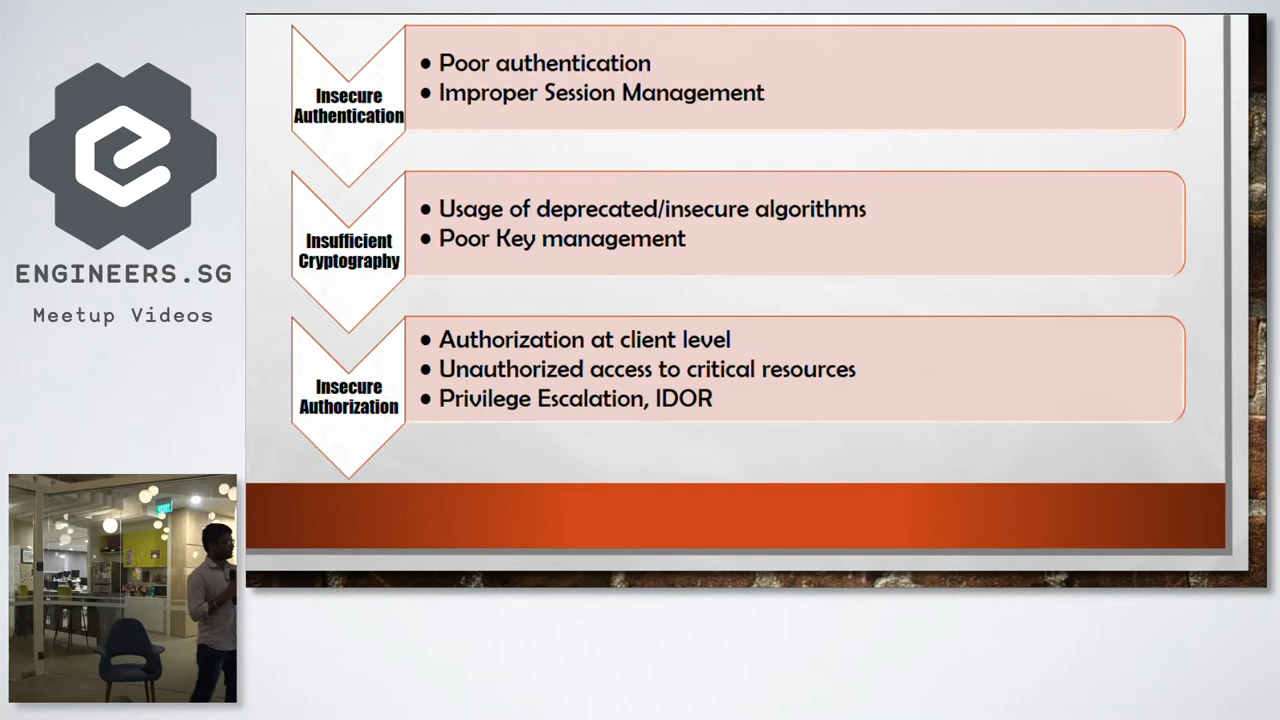 Insecure
Authentication
• Poor authentication
• Improper Session Management
Insufficient
Cryptography
• Usage of deprecated/insecure algorithms
• Poor Key management
Insecure
Authorization
• Authorization at client level
• Unauthorized access to critical resources
• Privilege Escalation, IDOR
ENGINEERS.SG
Meetup Videos
EXIT